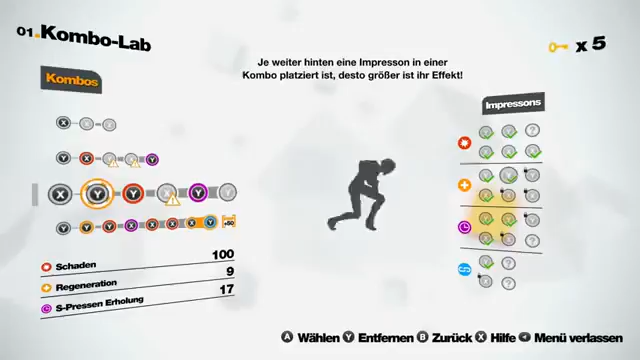 01.Kombo-Lab
x 5
Je weiter hinten eine Impresson in einer
Kombo platziert ist, desto größer ist ihr Effekt!
Kombos
Impressons
X
Y X Y
X Y Y X Y Y
Y Y Y X X X X X Y +50
Schaden 100
Regeneration 9
S-Pressen Erholung 17
A Wählen Y Entfernen B Zurück X Hilfe Menü verlassen